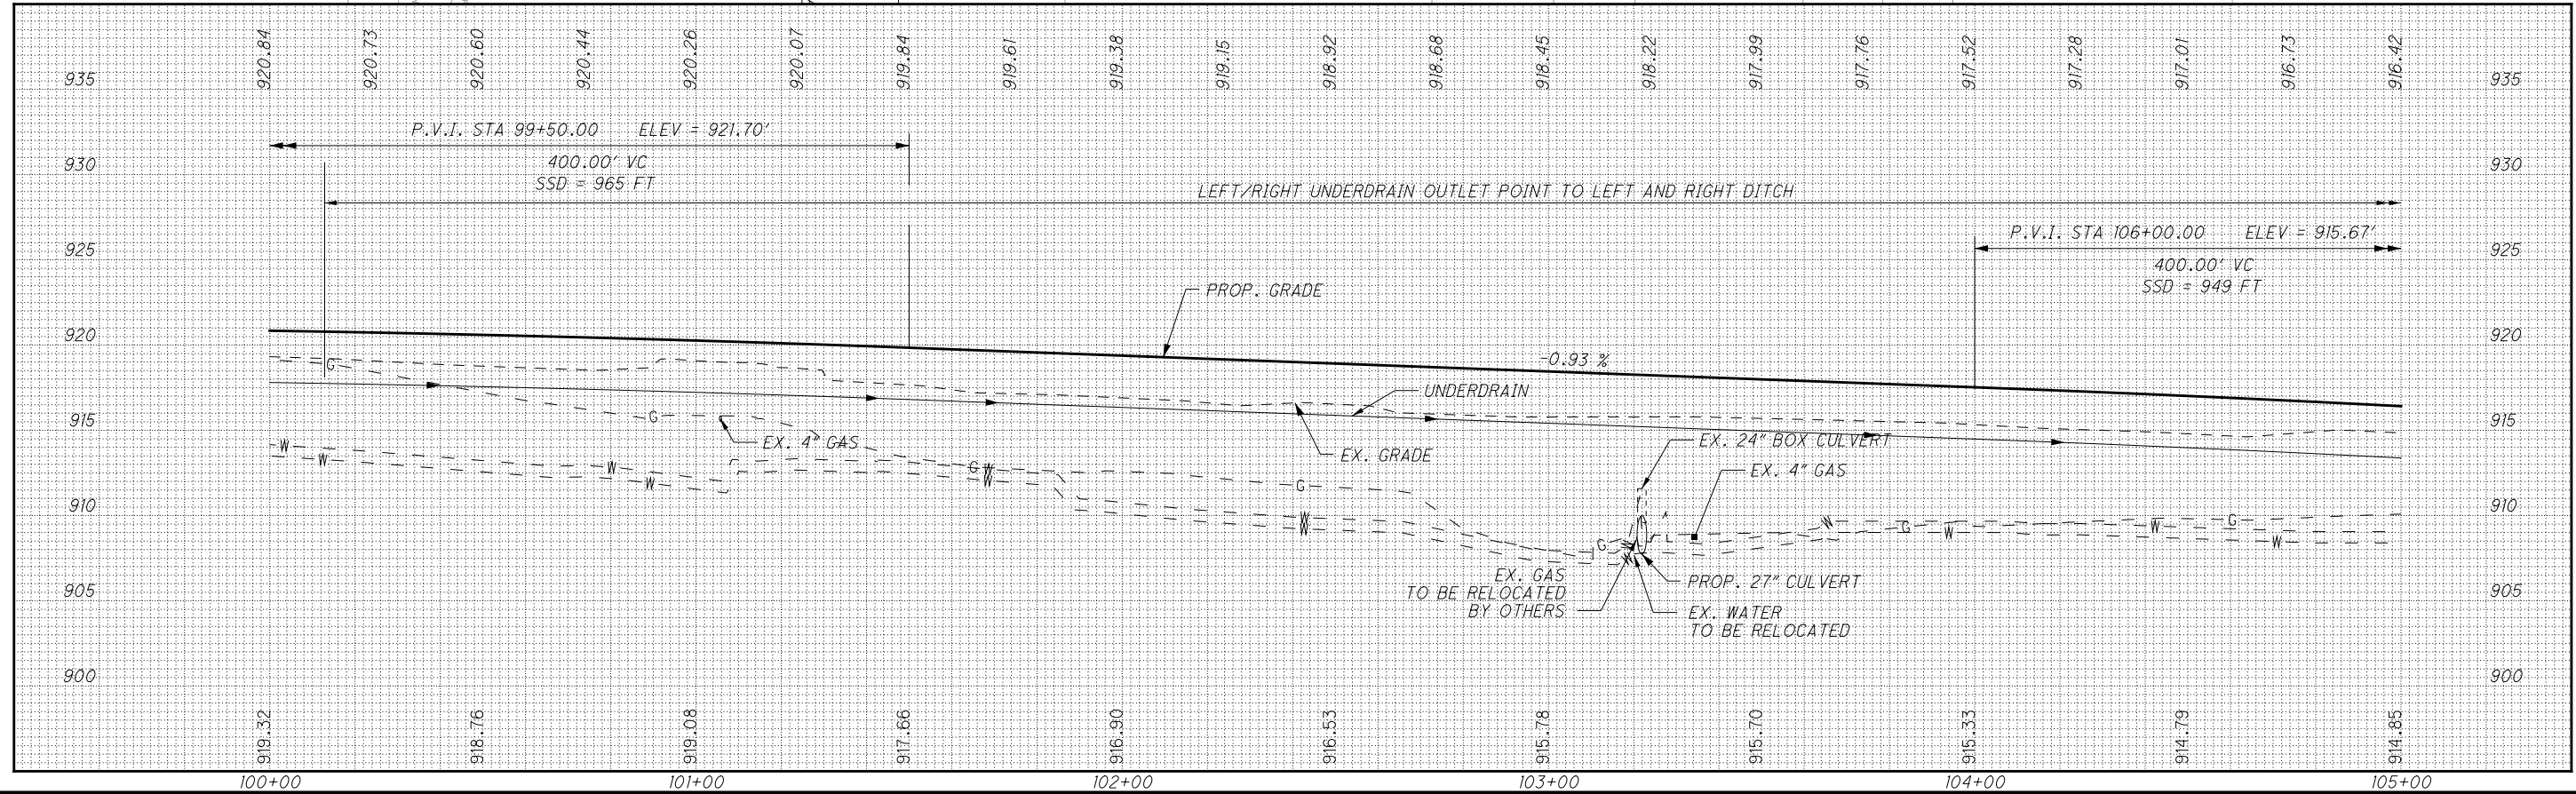 920.84 920.73 920.60 920.44 920.26 920.07 919.84 919.61 919.38 919.15 918.92 918.68 918.45 918.22 917.99 917.76 917.52 917.28 917.01 916.73 916.42
935 935
P.V.I. STA 99+50.00 ELEV = 921.70'
400.00' VC
SSD = 965 FT
930 930
LEFT/RIGHT UNDERDRAIN OUTLET POINT TO LEFT AND RIGHT DITCH
P.V.I. STA 106+00.00 ELEV = 915.67'
400.00' VC
SSD = 949 FT
925 925
PROP. GRADE
920 920
-0.93 %
UNDERDRAIN
G
G
915 915
EX. 4" GAS
EX. GRADE
EX. 24" BOX CULVERT
EX. 4" GAS
W W W W G W W G W W
910 910
G W G W W G W
EX. GAS
TO BE RELOCATED
BY OTHERS
PROP. 27" CULVERT
EX. WATER
TO BE RELOCATED
905 905
900 900
919.32 918.76 919.08 917.66 916.90 916.53 915.78 915.70 915.33 914.79 914.85
100+00 101+00 102+00 103+00 104+00 105+00